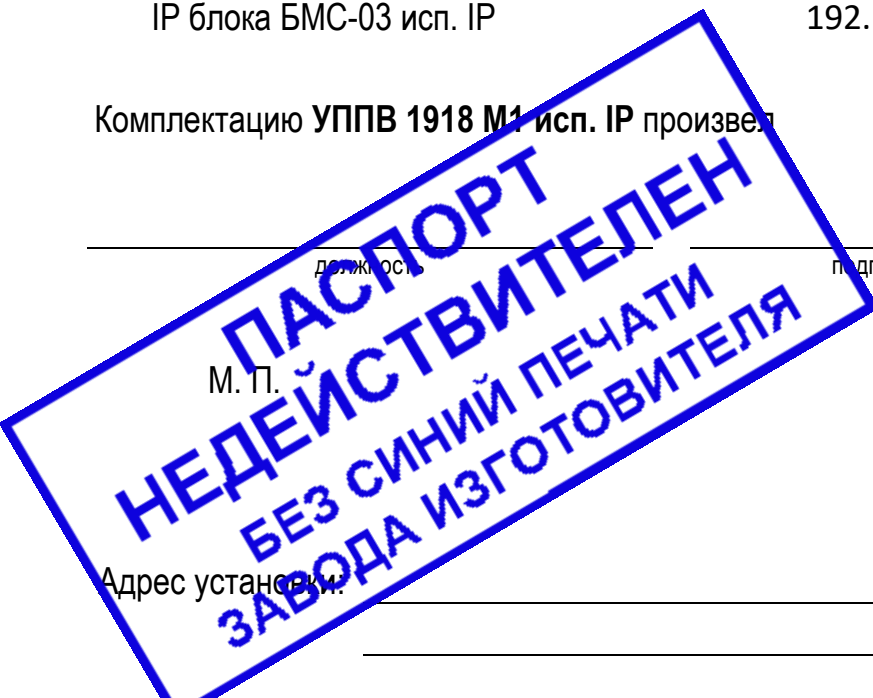 IP блока БМС-03 исп. IP 192.
Комплектацию УППВ 1918 М1 исп. IP произвел
должность
М. П.
ПАСПОРТ
НЕДЕЙСТВИТЕЛЕН
БЕЗ СИНИЙ ПЕЧАТИ
ЗАВОДА ИЗГОТОВИТЕЛЯ
Адрес установки: